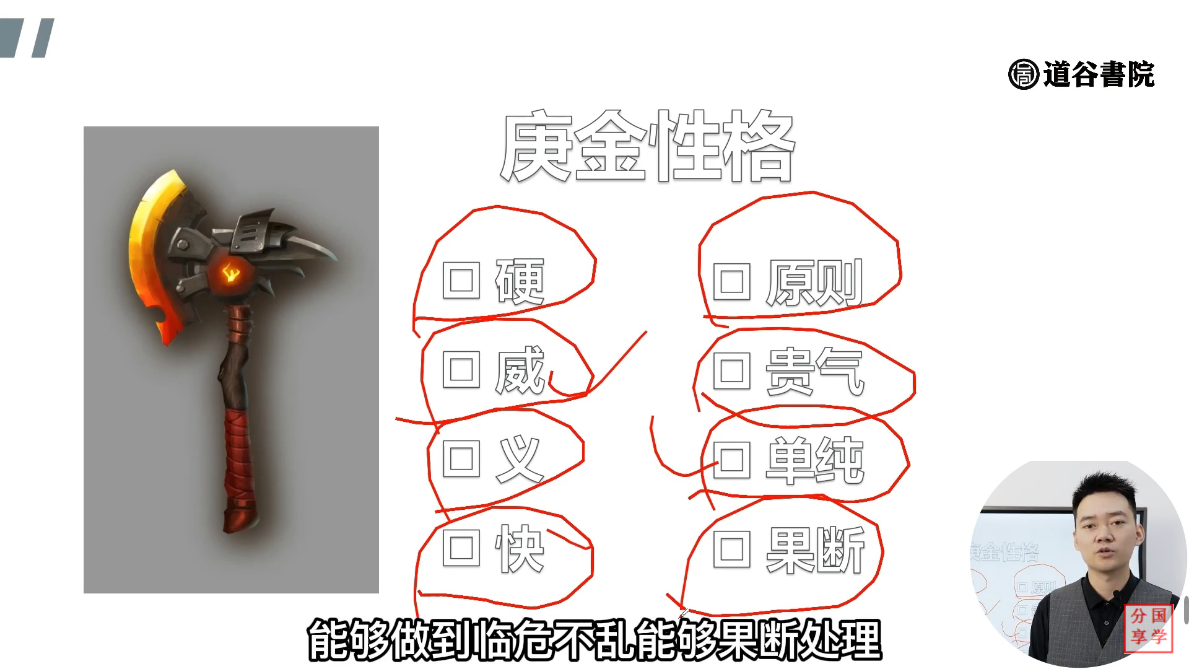 道谷書院
庚金性格
硬
原则
威
贵气
义
单纯
快
果断
能够做到临危不乱能够果断处理
分国
享学
庚金性格